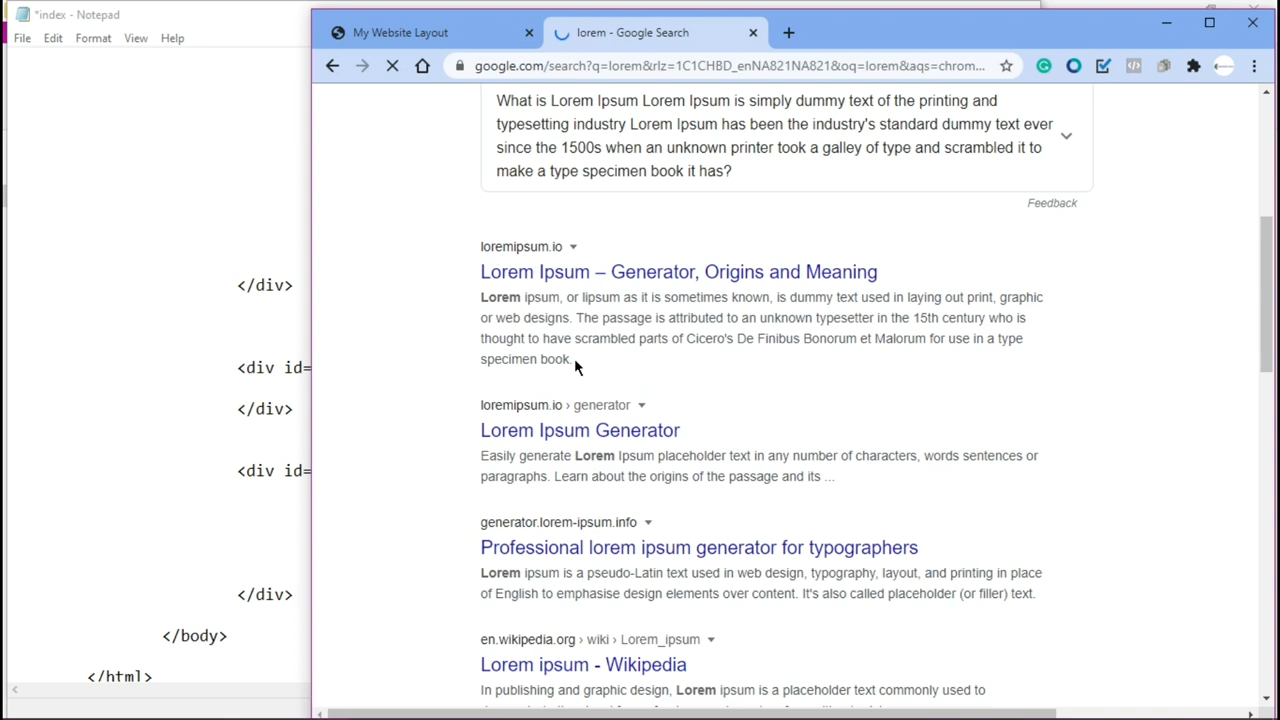 *index - Notepad
File Edit Format View Help
</div>
<div id=
</div>
<div id=
</div>
</body>
</html>
My Website Layout
lorem - Google Search
google.com/search?q=lorem&rlz=1C1CHBD_enNA821NA821&oq=lorem&aqs=chrom...
What is Lorem Ipsum Lorem Ipsum is simply dummy text of the printing and
typesetting industry Lorem Ipsum has been the industry's standard dummy text ever
since the 1500s when an unknown printer took a galley of type and scrambled it to
make a type specimen book it has?
Feedback
loremipsum.io
Lorem Ipsum – Generator, Origins and Meaning
Lorem ipsum, or lipsum as it is sometimes known, is dummy text used in laying out print, graphic
or web designs. The passage is attributed to an unknown typesetter in the 15th century who is
thought to have scrambled parts of Cicero's De Finibus Bonorum et Malorum for use in a type
specimen book.
loremipsum.io › generator
Lorem Ipsum Generator
Easily generate Lorem Ipsum placeholder text in any number of characters, words sentences or
paragraphs. Learn about the origins of the passage and its ...
generator.lorem-ipsum.info
Professional lorem ipsum generator for typographers
Lorem ipsum is a pseudo-Latin text used in web design, typography, layout, and printing in place
of English to emphasise design elements over content. It's also called placeholder (or filler) text.
en.wikipedia.org › wiki › Lorem_ipsum
Lorem ipsum - Wikipedia
In publishing and graphic design, Lorem ipsum is a placeholder text commonly used to